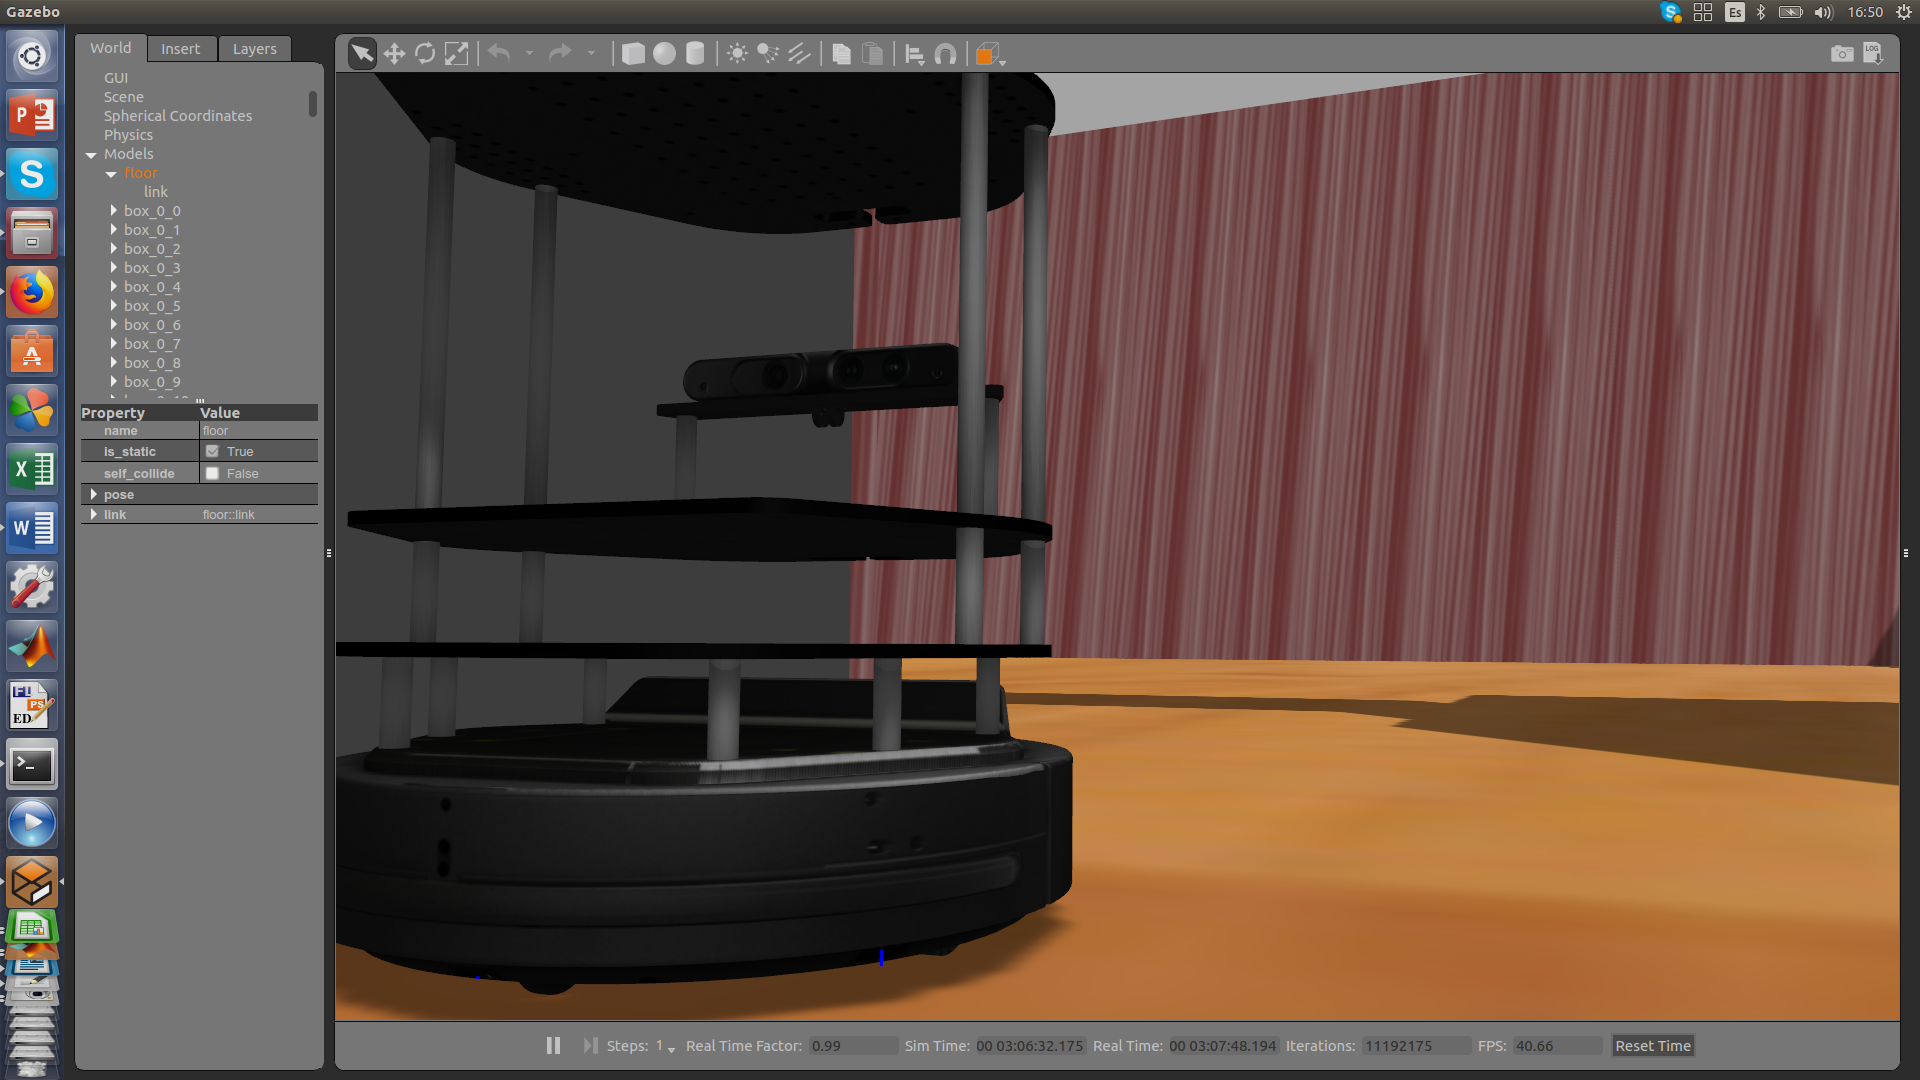 Gazebo
Es
16:50
World
Insert
Layers
LOG
GUI
Scene
Spherical Coordinates
Physics
Models
floor
link
box_0_0
box_0_1
box_0_2
box_0_3
box_0_4
box_0_5
box_0_6
box_0_7
box_0_8
box_0_9
Property Value
name floor
is_static True
self_collide False
pose
link floor::link
Steps: 1 Real Time Factor: 0.99 Sim Time: 00 03:06:32.175 Real Time: 00 03:07:48.194 Iterations: 11192175 FPS: 40.66 Reset Time